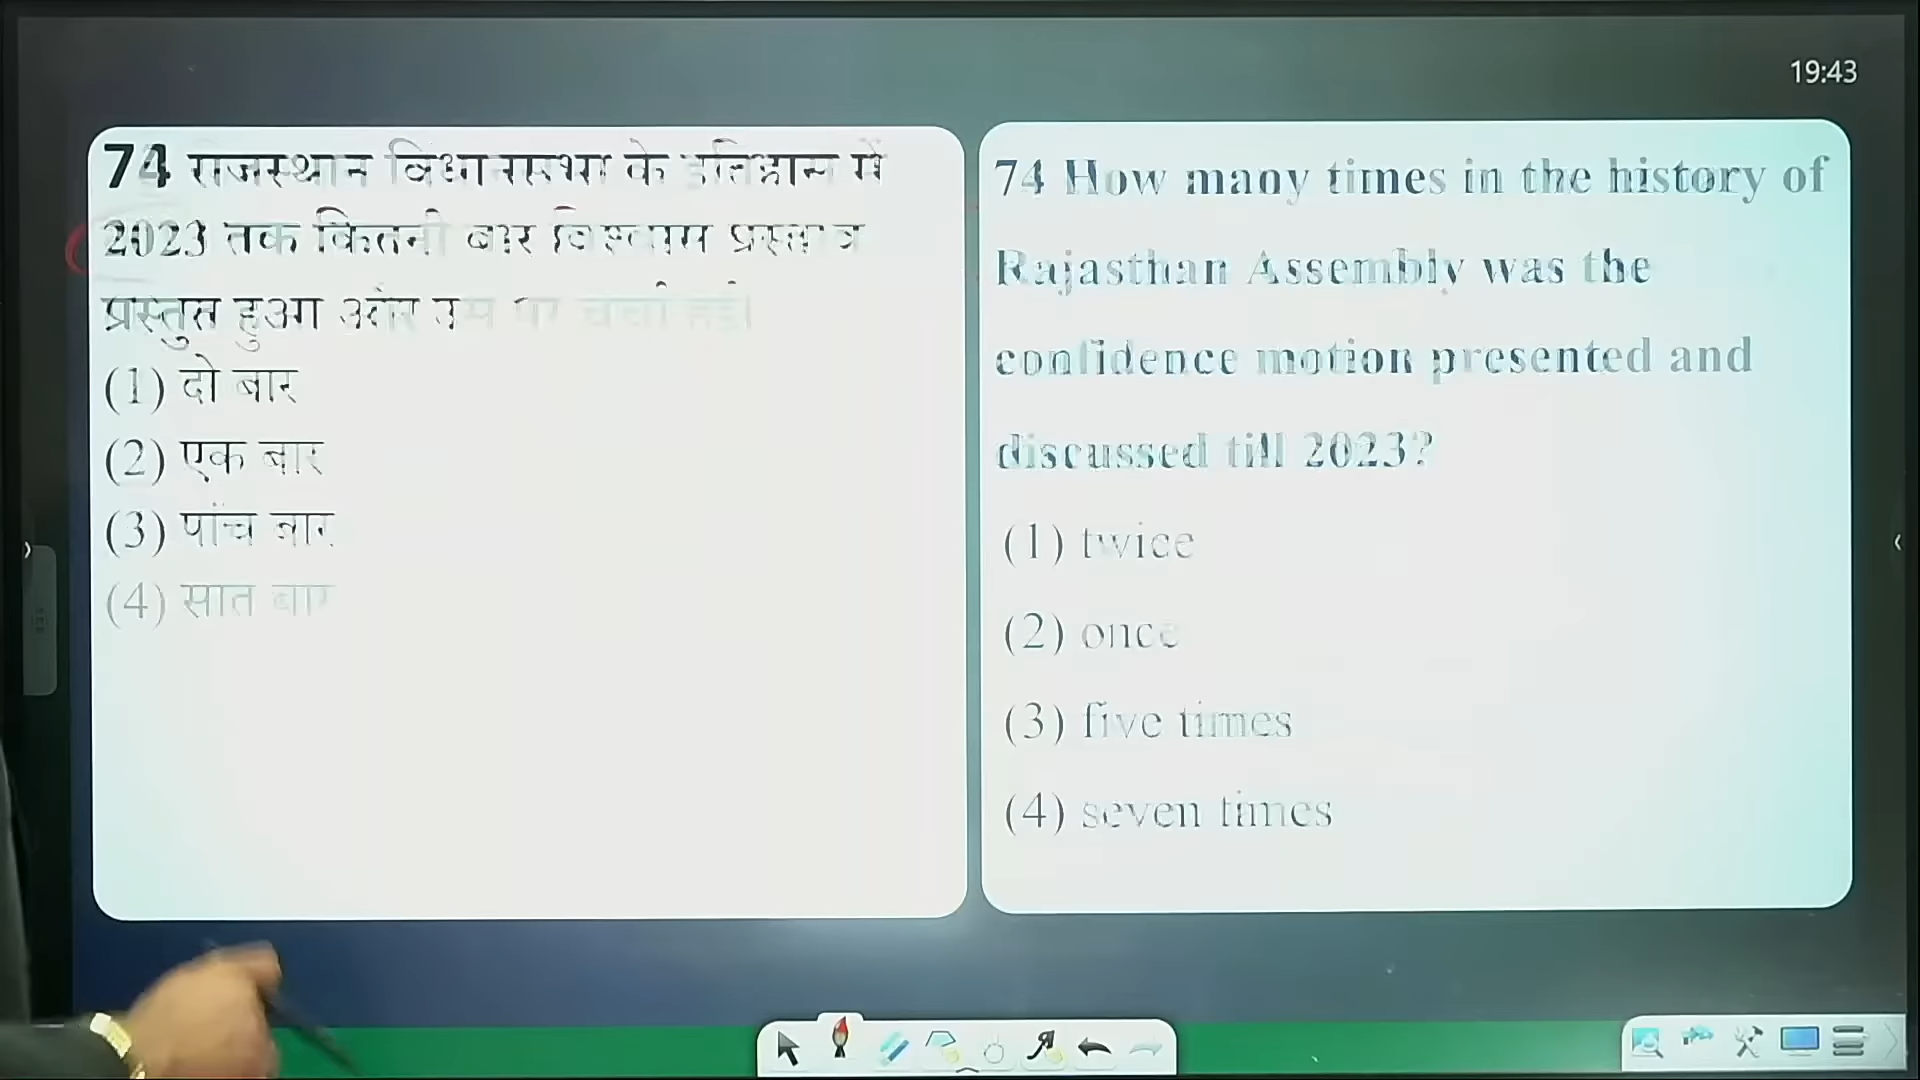 19:43
74 राजस्थान विधानसभा के इतिहास में
2023 तक कितनी बार विश्वास प्रस्ताव
प्रस्तुत हुआ और उस पर चर्चा हुई।
(1) दो बार
(2) एक बार
(3) पांच बार
(4) सात बार
74 How many times in the history of
Rajasthan Assembly was the
confidence motion presented and
discussed till 2023?
(1) twice
(2) once
(3) five times
(4) seven times